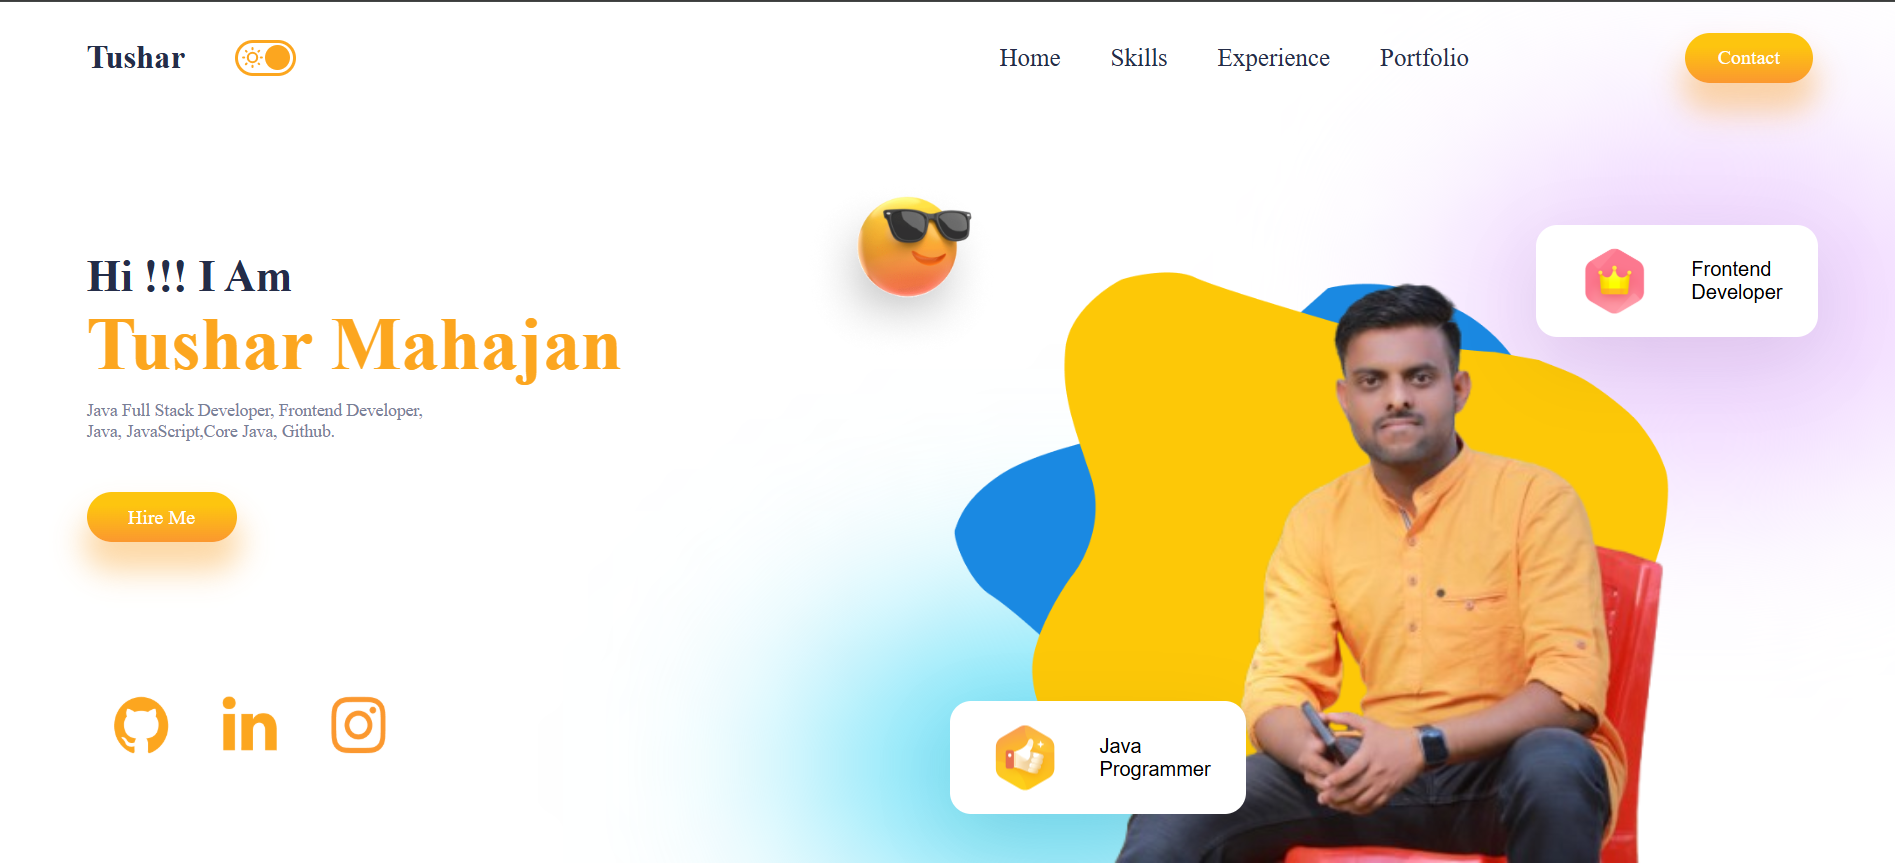 Tushar
Home
Skills
Experience
Portfolio
Contact
Hi !!! I Am
Tushar Mahajan
Java Full Stack Developer, Frontend Developer,
Java, JavaScript,Core Java, Github.
Hire Me
in
Frontend
Developer
Java
Programmer